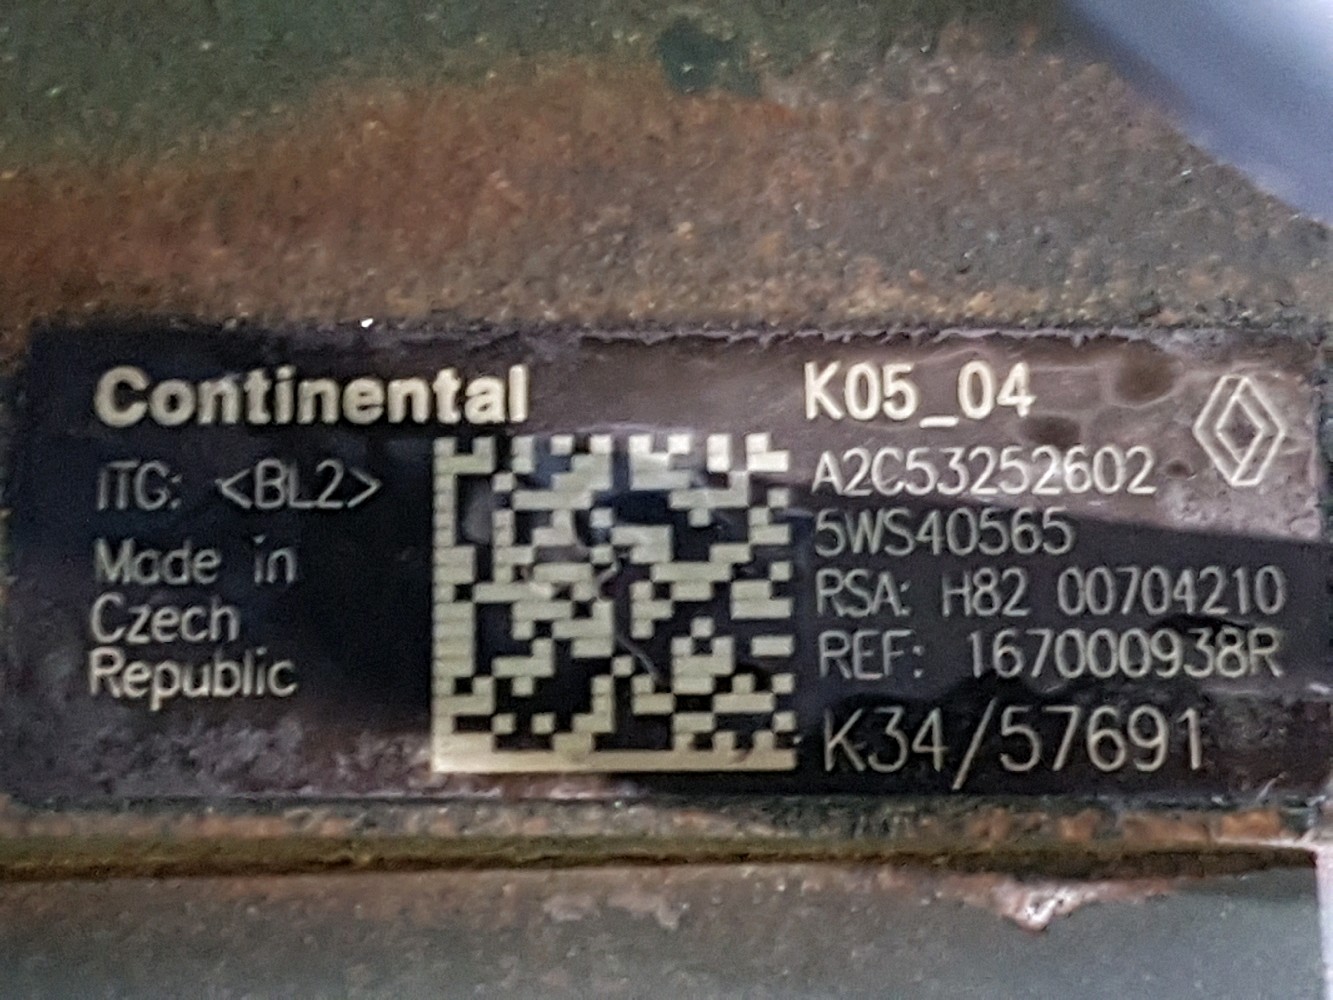 Continental
ITG: <BL2>
Made in
Czech
Republic
K05_04
A2C53252602
5WS40565
RSA: H82 00704210
REF: 167000938R
K34/57691